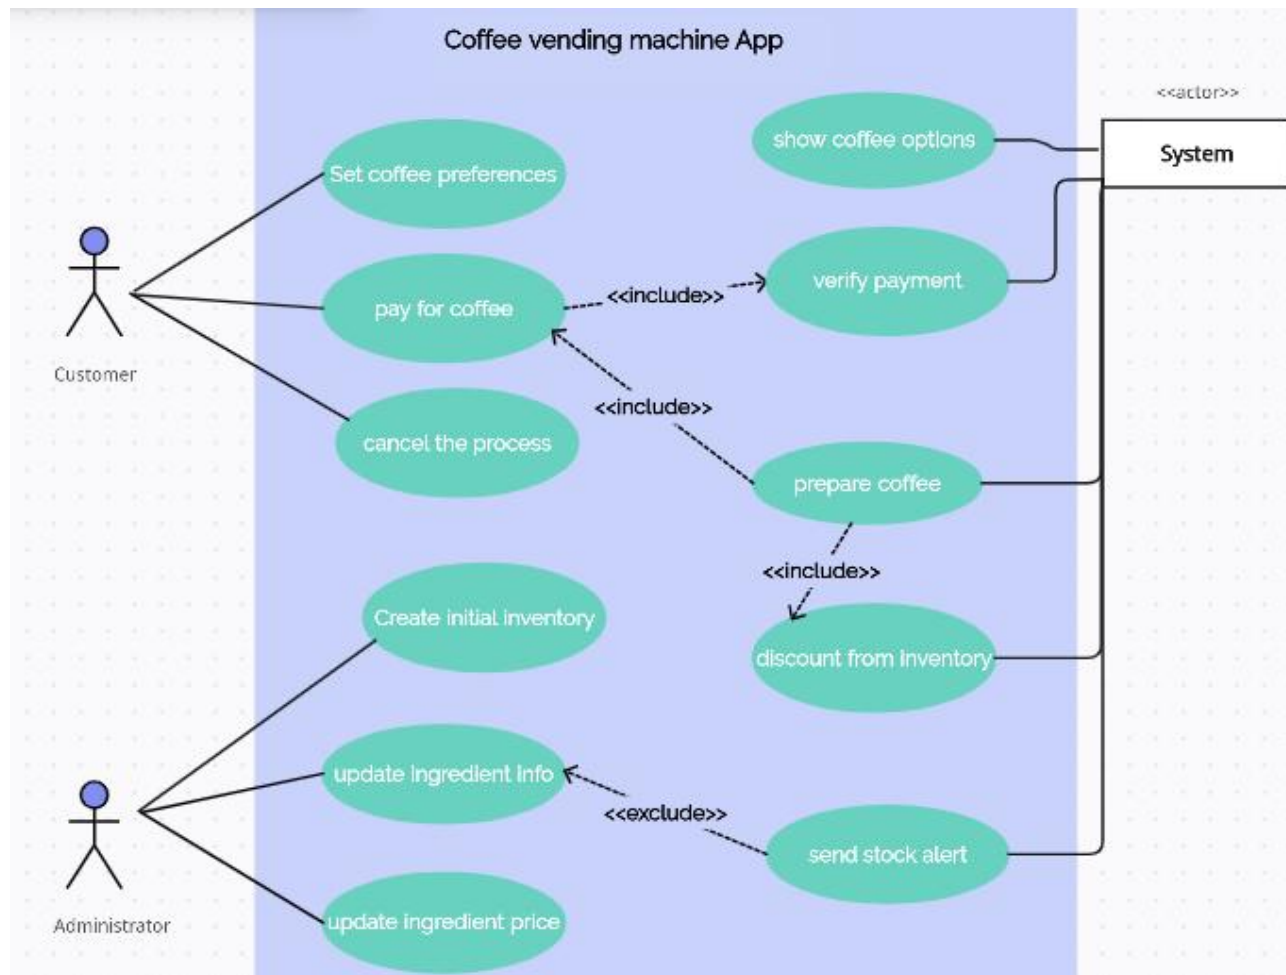 Coffee vending machine App
<<actor>>
System
show coffee options
Set coffee preferences
verify payment
<<include>>
pay for coffee
Customer
<<include>>
cancel the process
prepare coffee
<<include>>
Create initial inventory
discount from inventory
update ingredient info
<<exclude>>
send stock alert
Administrator
update ingredient price